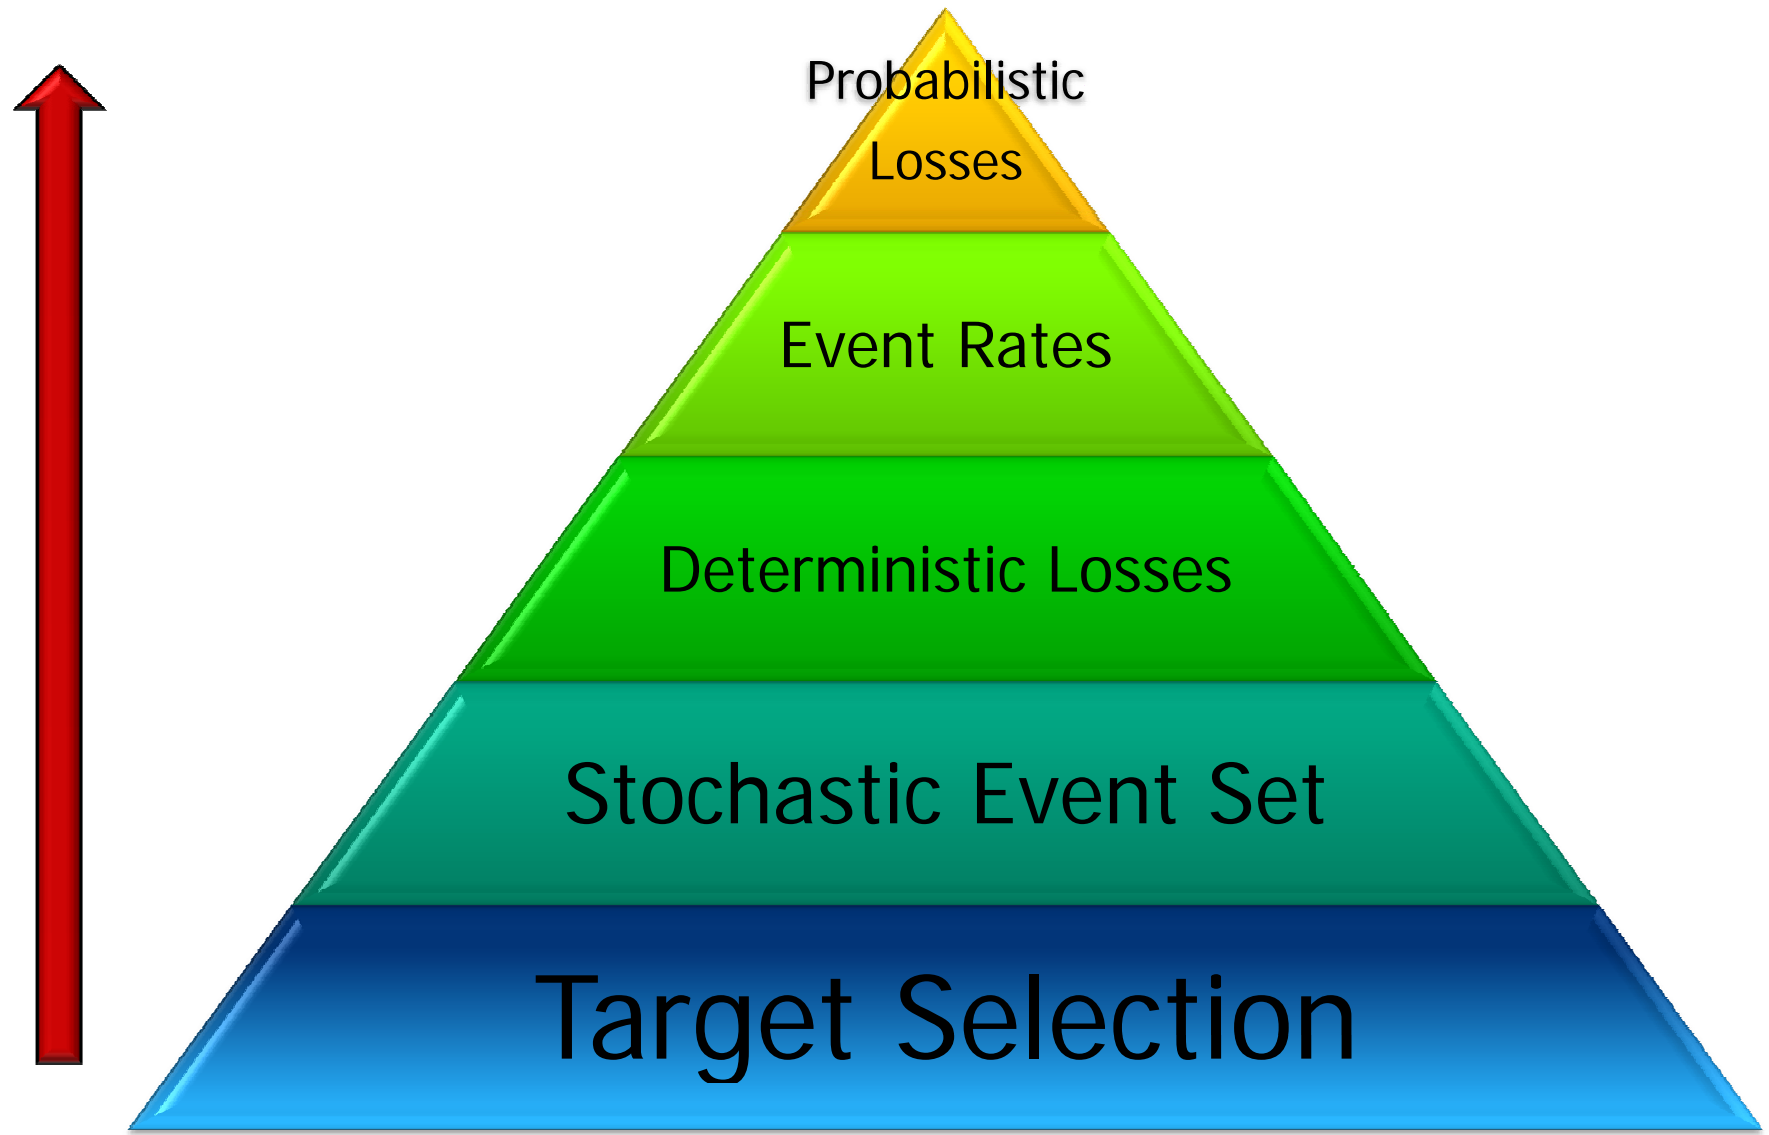 Probabilistic
Losses
Event Rates
Deterministic Losses
Stochastic Event Set
Target Selection